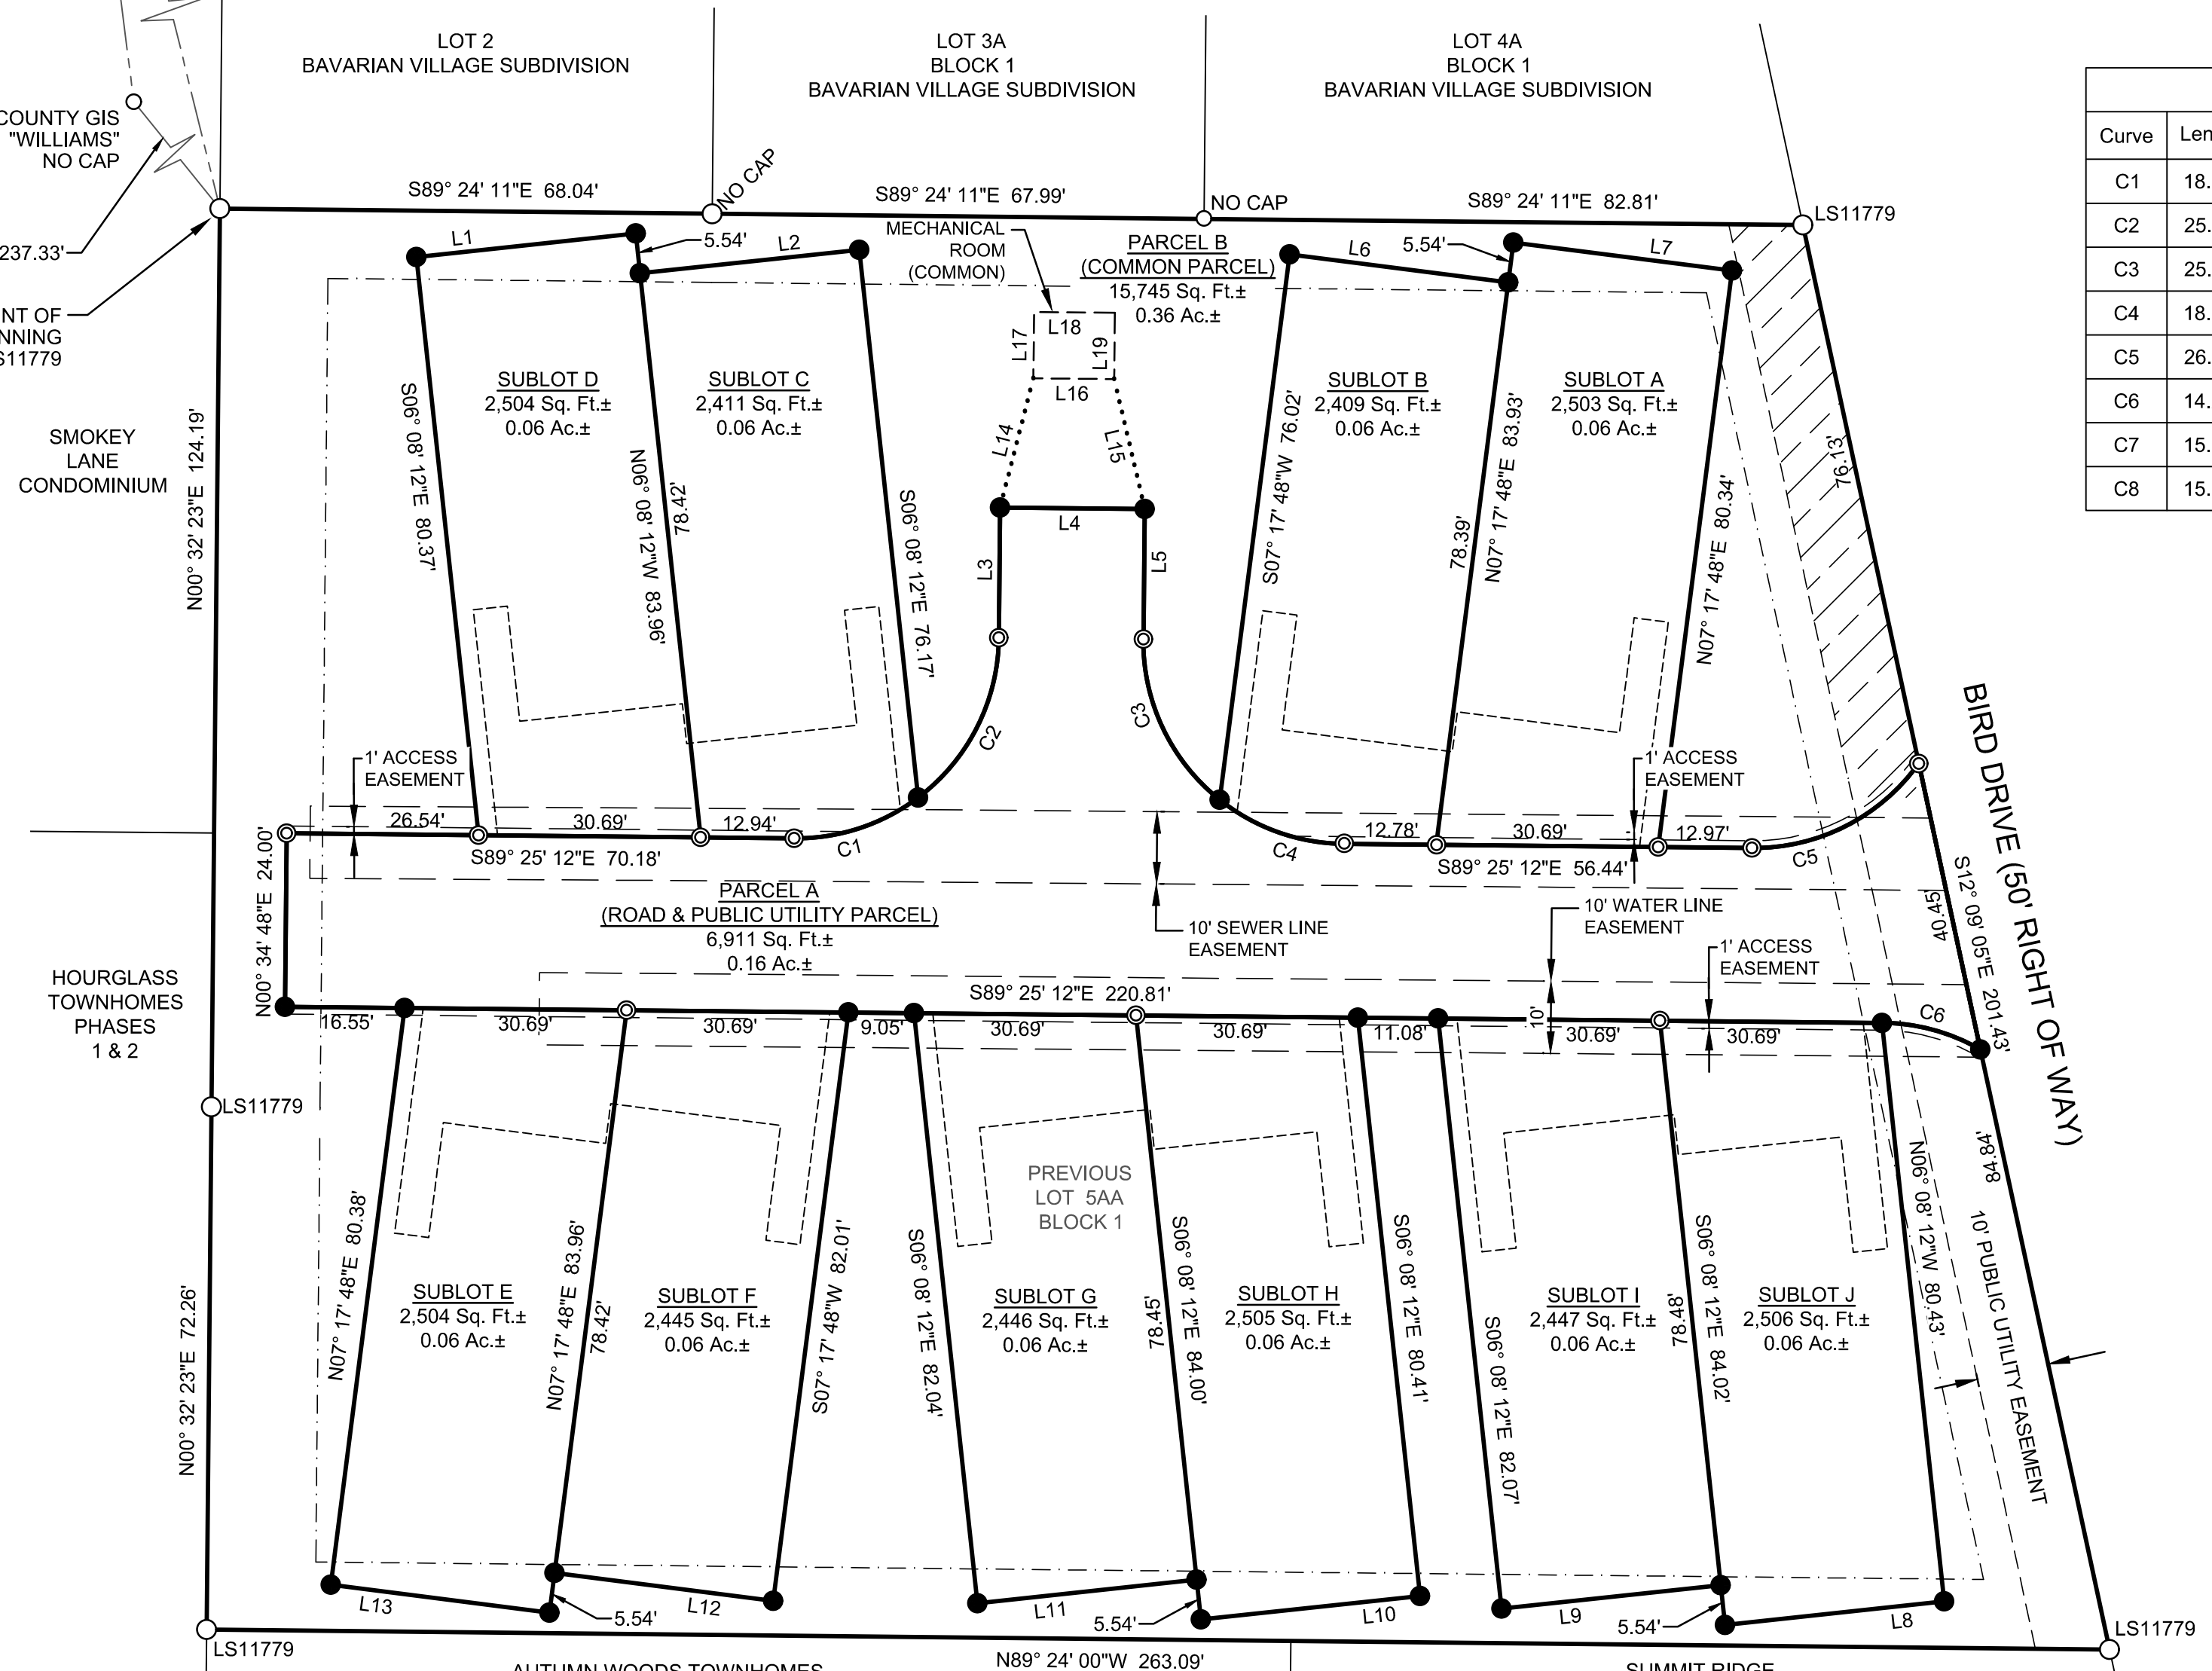 LOT 2
BAVARIAN VILLAGE SUBDIVISION
LOT 3A
BLOCK 1
BAVARIAN VILLAGE SUBDIVISION
LOT 4A
BLOCK 1
BAVARIAN VILLAGE SUBDIVISION
COUNTY GIS
"WILLIAMS"
NO CAP
237.33'
NT OF
NNING
S11779
Curve
Len
C1
18.
C2
25.
C3
25.
C4
18.
C5
26.
C6
14.
C7
15.
C8
15.
S89° 24' 11"E 68.04'
NO CAP
S89° 24' 11"E 67.99'
NO CAP
S89° 24' 11"E 82.81'
LS11779
L1
5.54'
L2
MECHANICAL
ROOM
(COMMON)
PARCEL B
(COMMON PARCEL)
15,745 Sq. Ft.±
0.36 Ac.±
L6
5.54'
L7
L17
L18
L19
L16
L14
L15
L4
L3
L5
SMOKEY
LANE
CONDOMINIUM
N00° 32' 23"E 124.19'
S06° 08' 12"E 80.37'
SUBLOT D
2,504 Sq. Ft.±
0.06 Ac.±
N06° 08' 12"W 83.96'
78.42'
SUBLOT C
2,411 Sq. Ft.±
0.06 Ac.±
S06° 08' 12"E 76.17'
S07° 17' 48"W 76.02'
SUBLOT B
2,409 Sq. Ft.±
0.06 Ac.±
78.39'
N07° 17' 48"E 83.93'
SUBLOT A
2,503 Sq. Ft.±
0.06 Ac.±
N07° 17' 48"E 80.34'
76.13'
BIRD DRIVE (50' RIGHT OF WAY)
C2
C3
1' ACCESS
EASEMENT
1' ACCESS
EASEMENT
26.54'
30.69'
12.94'
C1
S89° 25' 12"E 70.18'
C4
12.78'
30.69'
12.97'
C5
S89° 25' 12"E 56.44'
N00° 34' 48"E 24.00'
PARCEL A
(ROAD & PUBLIC UTILITY PARCEL)
6,911 Sq. Ft.±
0.16 Ac.±
10' SEWER LINE
EASEMENT
10' WATER LINE
EASEMENT
1' ACCESS
EASEMENT
40.45'
S12° 09' 05"E 201.43'
HOURGLASS
TOWNHOMES
PHASES
1 & 2
S89° 25' 12"E 220.81'
16.55'
30.69'
30.69'
9.05'
30.69'
30.69'
11.08'
10'
30.69'
30.69'
C6
LS11779
N00° 32' 23"E 72.26'
PREVIOUS
LOT 5AA
BLOCK 1
N07° 17' 48"E 80.38'
SUBLOT E
2,504 Sq. Ft.±
0.06 Ac.±
N07° 17' 48"E 83.96'
78.42'
SUBLOT F
2,445 Sq. Ft.±
0.06 Ac.±
S07° 17' 48"W 82.01'
S06° 08' 12"E 82.04'
SUBLOT G
2,446 Sq. Ft.±
0.06 Ac.±
78.45'
S06° 08' 12"E 84.00'
SUBLOT H
2,505 Sq. Ft.±
0.06 Ac.±
S06° 08' 12"E 80.41'
S06° 08' 12"E 82.07'
SUBLOT I
2,447 Sq. Ft.±
0.06 Ac.±
78.48'
S06° 08' 12"E 84.02'
SUBLOT J
2,506 Sq. Ft.±
0.06 Ac.±
N06° 08' 12"W 80.43'
84.84'
10' PUBLIC UTILITY EASEMENT
L13
5.54'
L12
L11
5.54'
L10
L9
5.54'
L8
LS11779
LS11779
N89° 24' 00"W 263.09'
AUTUMN WOODS TOWNHOMES
SUMMIT RIDGE